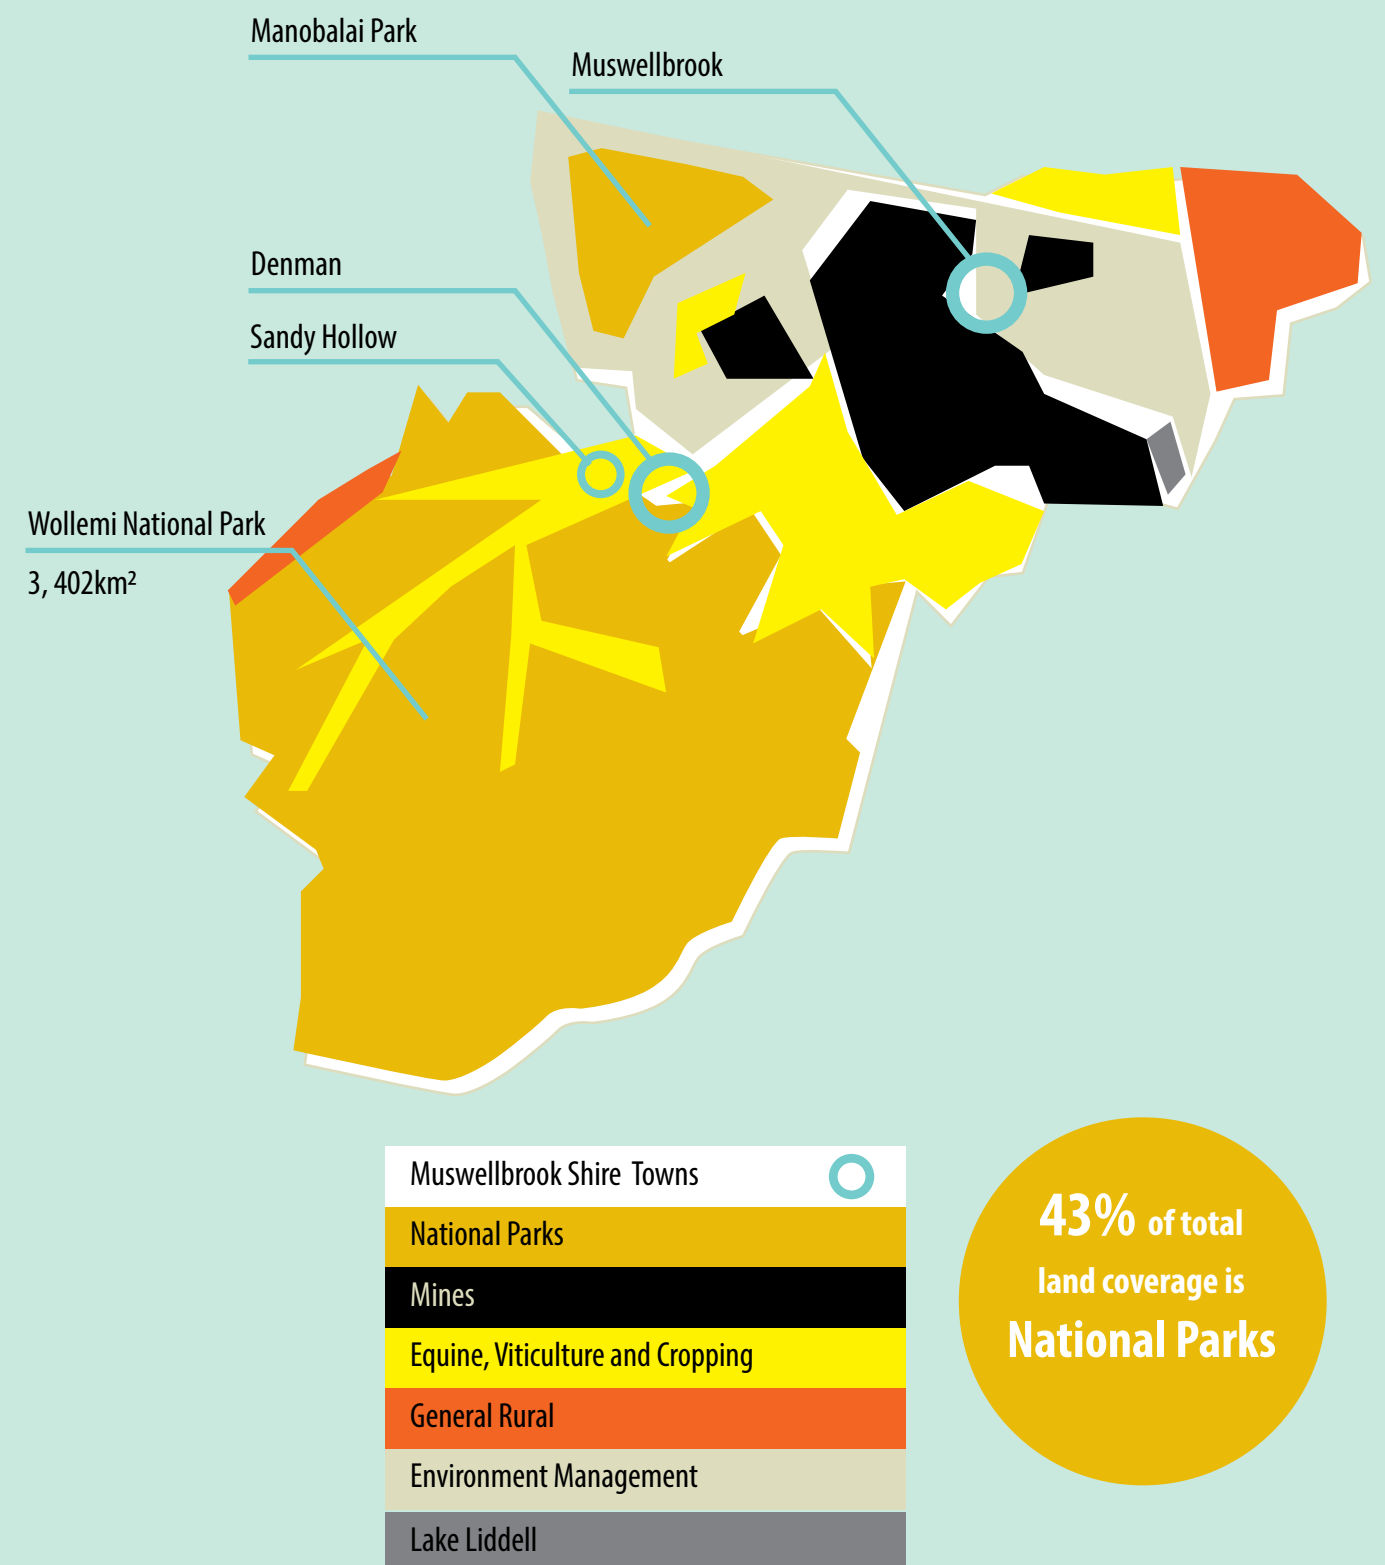 Manobalai Park
Muswellbrook
Denman
Sandy Hollow
Wollemi National Park
3, 402km²
Muswellbrook Shire  Towns
National Parks
Mines
Equine, Viticulture and Cropping
General Rural
Environment Management
Lake Liddell
43% of total
land coverage is
National Parks